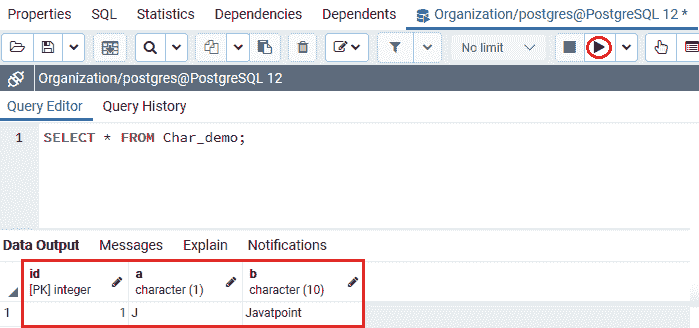 Properties SQL Statistics Dependencies Dependents Organization/postgres@PostgreSQL 12 *
No limit
Organization/postgres@PostgreSQL 12
Query Editor Query History
1 SELECT * FROM Char_demo;
Data Output Messages Explain Notifications
id a b
[PK] integer character (1) character (10)
1 1 J Javatpoint